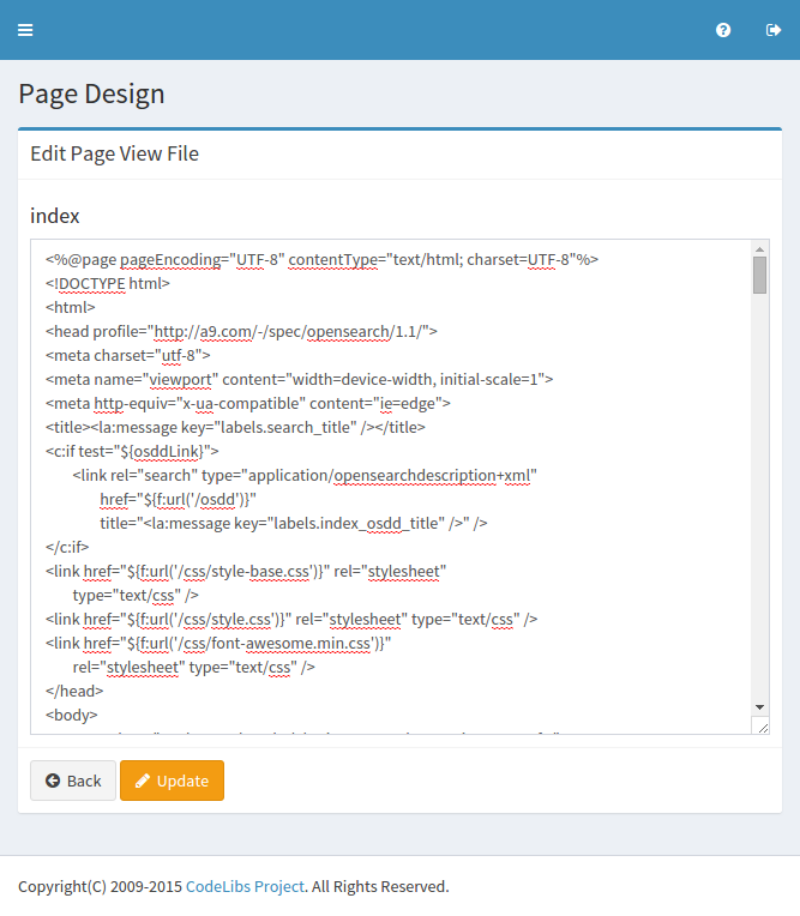 Page Design
Edit Page View File
index
<%@page pageEncoding="UTF-8" contentType="text/html; charset=UTF-8"%>
<!DOCTYPE html>
<html>
<head profile="http://a9.com/-/spec/opensearch/1.1/">
<meta charset="utf-8">
<meta name="viewport" content="width=device-width, initial-scale=1">
<meta http-equiv="x-ua-compatible" content="ie=edge">
<title><la:message key="labels.search_title" /></title>
<c:if test="${osddLink}">
<link rel="search" type="application/opensearchdescription+xml"
href="${f:url('/osdd')}"
title="<la:message key="labels.index_osdd_title" />" />
</c:if>
<link href="${f:url('/css/style-base.css')}" rel="stylesheet"
type="text/css" />
<link href="${f:url('/css/style.css')}" rel="stylesheet" type="text/css" />
<link href="${f:url('/css/font-awesome.min.css')}"
rel="stylesheet" type="text/css" />
</head>
<body>
Back
Update
Copyright(C) 2009-2015 CodeLibs Project. All Rights Reserved.